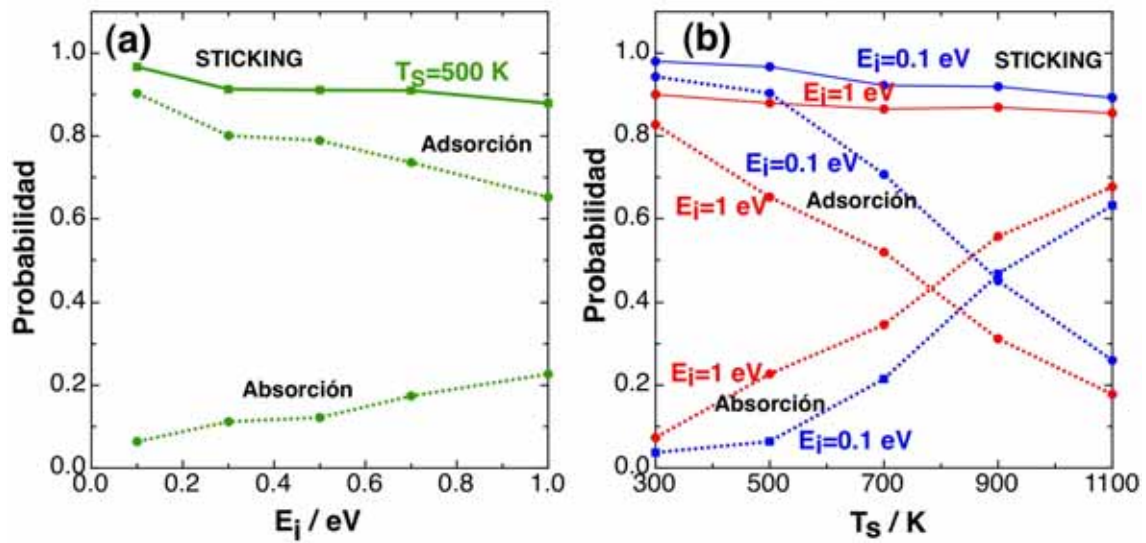 (a)
STICKING
T_S=500 K
Adsorción
Absorción
Probabilidad
1.0
0.8
0.6
0.4
0.2
0.0
0.0 0.2 0.4 0.6 0.8 1.0
E_i / eV
(b)
E_i=0.1 eV
STICKING
E_i=1 eV
E_i=0.1 eV
Adsorción
E_i=1 eV
E_i=1 eV
Absorción
E_i=0.1 eV
Probabilidad
1.0
0.8
0.6
0.4
0.2
0.0
300 500 700 900 1100
T_S / K